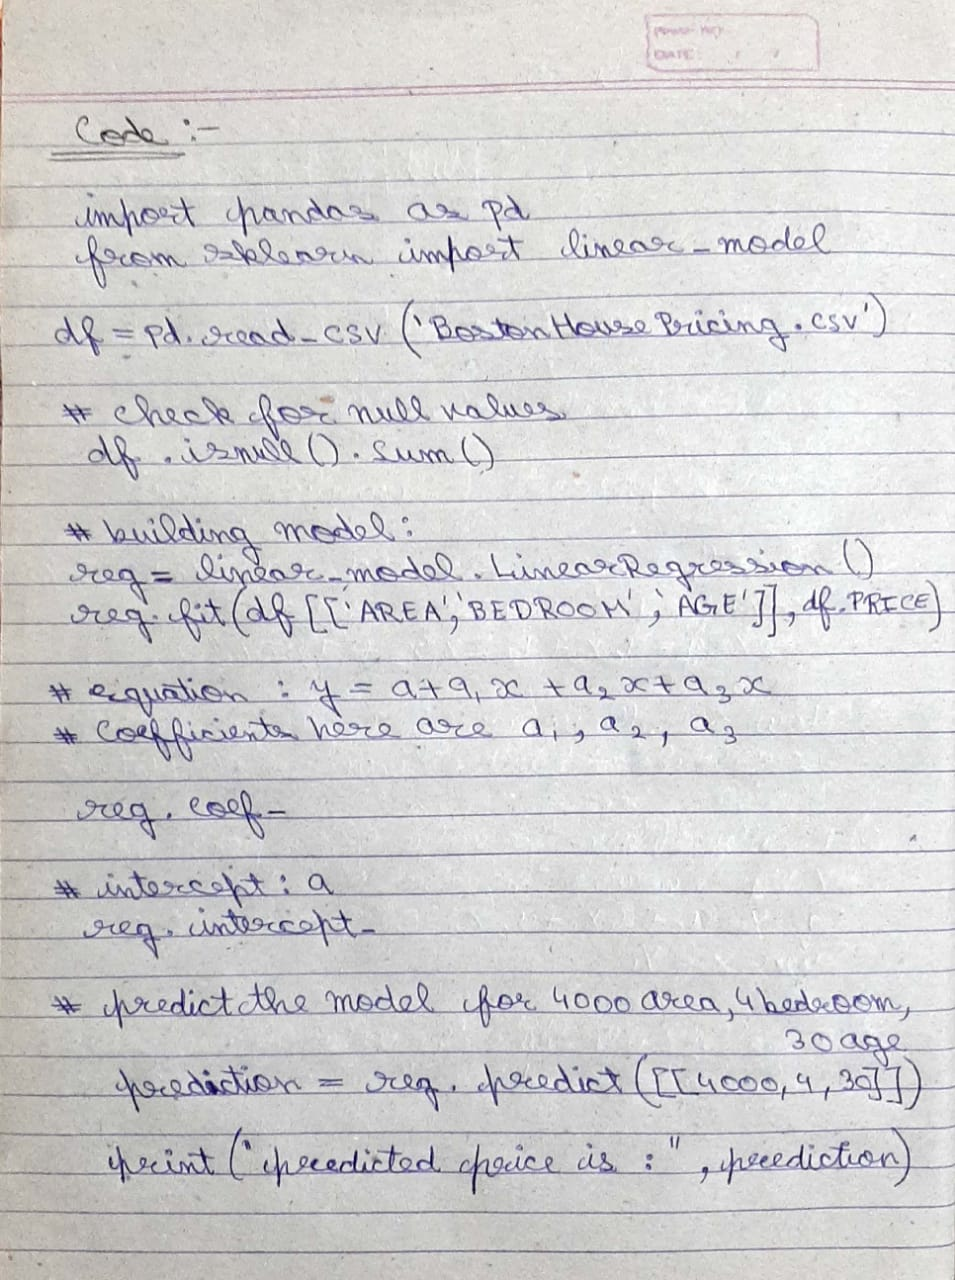 DATE:
Code :-
import pandas as pd
from sklearn import linear_model
df = pd.read_csv ('BostonHousePricing.csv')
# check for null values
df.isnull().sum()
# building model:
reg = linear_model.LinearRegression()
reg.fit(df[['AREA','BEDROOM','AGE']], df.PRICE)
# equation : y = a+a₁x +a₂x+a₃x
# Coefficients here are a₁, a₂, a₃
reg.coef_
# intercept: a
reg.intercept_
# predict the model for 4000 area, 4 bedroom,
30 age
prediction = reg.predict([[4000,4,30]])
print("predicted price is :", prediction)